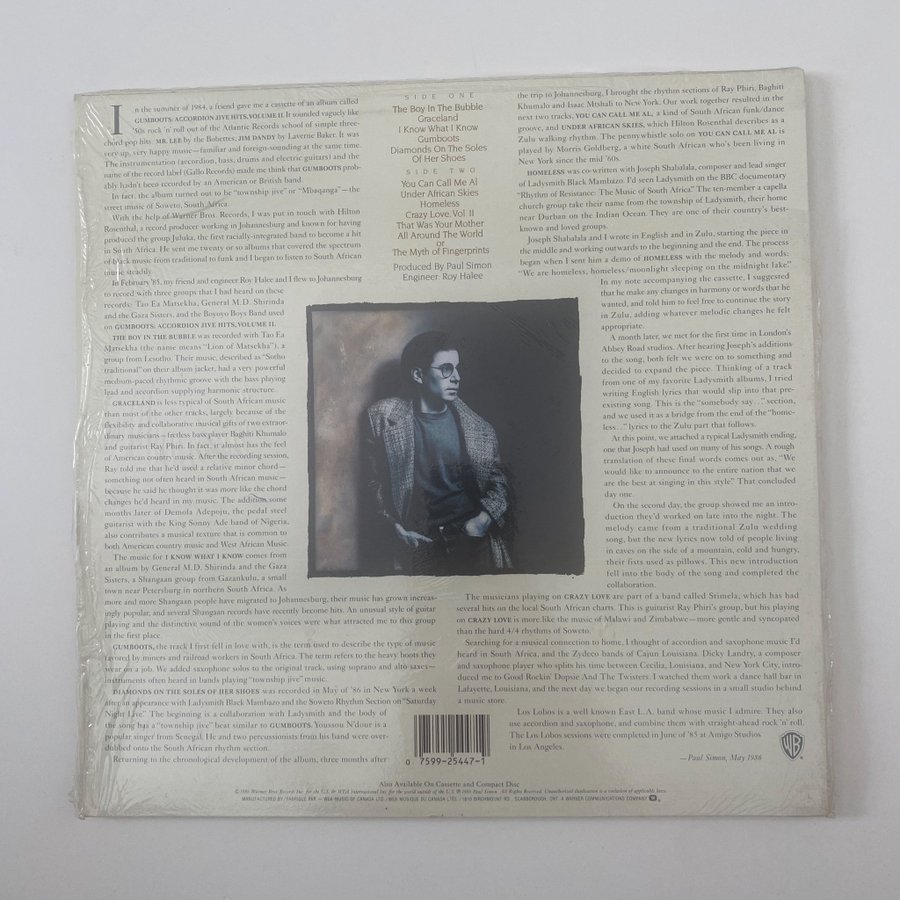 In the summer of 1984, a friend gave me a cassette of an album called
GUMBOOTS: ACCORDION JIVE HITS, VOLUME II. It sounded vaguely like
'50s rock 'n' roll out of the Atlantic Records school of simple three-
chord pop hits: MR. LEE by the Bobettes; JIM DANDY by Laverne Baker. It was
very up, very happy music—familiar and foreign-sounding at the same time.
The instrumentation (accordion, bass, drums and electric guitars) and the
name of the record label (Gallo Records) made me think that GUMBOOTS prob-
ably hadn't been recorded by an American or British band.
In fact, the album turned out to be "township jive" or "Mbaqanga"—the
street music of Soweto, South Africa.
With the help of Warner Bros. Records, I was put in touch with Hilton
Rosenthal, a record producer working in Johannesburg and known for having
produced the group Juluka, the first racially-integrated band to become a hit
in South Africa. He sent me twenty or so albums that covered the spectrum
of black music from traditional to funk and I began to listen to South African
music steadily.
In February '85, my friend and engineer Roy Halee and I flew to Johannesburg
to record with three groups that I had heard on these
records: Tao Ea Matsekha, General M.D. Shirinda
and the Gaza Sisters, and the Boyoyo Boys Band used
on GUMBOOTS: ACCORDION JIVE HITS, VOLUME II.
THE BOY IN THE BUBBLE was recorded with Tao Ea
Matsekha (the name means "Lion of Matsekha"), a
group from Lesotho. Their music, described as "Sotho
traditional" on their album jacket, had a very powerful
medium-paced rhythmic groove with the bass playing
lead and accordion supplying harmonic structure.
GRACELAND is less typical of South African music
than most of the other tracks, largely because of the
flexibility and collaborative musical gifts of two extraor-
dinary musicians—fretless bass player Baghiti Khumalo
and guitarist Ray Phiri. In fact, it almost has the feel
of American country music. After the recording session,
Ray told me that he'd used a relative minor chord—
something not often heard in South African music—
because he said he thought it was more like the chord
changes he'd heard in my music. The addition some
months later of Demola Adepoju, the pedal steel
guitarist with the King Sonny Ade band of Nigeria,
also contributes a musical texture that is common to
both American country music and West African Music.
The music for I KNOW WHAT I KNOW comes from
an album by General M.D. Shirinda and the Gaza
Sisters, a Shangaan group from Gazankulu, a small
town near Petersburg in northern South Africa. As
more and more Shangaan people have migrated to Johannesburg, their music has grown increas-
ingly popular, and several Shangaan records have recently become hits. An unusual style of guitar
playing and the distinctive sound of the women's voices were what attracted me to this group
in the first place.
GUMBOOTS, the track I first fell in love with, is the term used to describe the type of music
favored by miners and railroad workers in South Africa. The term refers to the heavy boots they
wear on a job. We added saxophone solos to the original track, using soprano and alto saxes—
instruments often heard in bands playing "township jive" music.
DIAMONDS ON THE SOLES OF HER SHOES was recorded in May of '86 in New York a week
after an appearance with Ladysmith Black Mambazo and the Soweto Rhythm Section on "Saturday
Night Live." The beginning is a collaboration with Ladysmith and the body of
the song has a "township jive" beat similar to GUMBOOTS. Youssou N'dour is a
popular singer from Senegal. He and two percussionists from his band were over-
dubbed onto the South African rhythm section.
Returning to the chronological development of the album, three months after
SIDE ONE
The Boy In The Bubble
Graceland
I Know What I Know
Gumboots
Diamonds On The Soles
Of Her Shoes
SIDE TWO
You Can Call Me Al
Under African Skies
Homeless
Crazy Love, Vol. II
That Was Your Mother
All Around The World
or
The Myth of Fingerprints
Produced By Paul Simon
Engineer: Roy Halee
the trip to Johannesburg, I brought the rhythm sections of Ray Phiri, Baghiti
Khumalo and Isaac Mtshali to New York. Our work together resulted in the
next two tracks, YOU CAN CALL ME AL, a kind of South African funk/dance
groove, and UNDER AFRICAN SKIES, which Hilton Rosenthal describes as a
Zulu walking rhythm. The pennywhistle solo on YOU CAN CALL ME AL is
played by Morris Goldberg, a white South African who's been living in
New York since the mid '60s.
HOMELESS was co-written with Joseph Shabalala, composer and lead singer
of Ladysmith Black Mambazo. I'd seen Ladysmith on the BBC documentary
"Rhythm of Resistance: The Music of South Africa." The ten-member a capella
church group take their name from the township of Ladysmith, their home
near Durban on the Indian Ocean. They are one of their country's best-
known and loved groups.
Joseph Shabalala and I wrote in English and in Zulu, starting the piece in
the middle and working outwards to the beginning and the end. The process
began when I sent him a demo of HOMELESS with the melody and words:
"We are homeless, homeless/moonlight sleeping on the midnight lake."
In my note accompanying the cassette, I suggested
that he make any changes in harmony or words that he
wanted, and told him to feel free to continue the story
in Zulu, adding whatever melodic changes he felt
appropriate.
A month later, we met for the first time in London's
Abbey Road studios. After hearing Joseph's additions
to the song, both felt we were on to something and
decided to expand the piece. Thinking of a track
from one of my favorite Ladysmith albums, I tried
writing English lyrics that would slip into that pre-
existing song. This is the "somebody say..." section,
and we used it as a bridge from the end of the "home-
less..." lyrics to the Zulu part that follows.
At this point, we attached a typical Ladysmith ending,
one that Joseph had used on many of his songs. A rough
translation of these final words comes out as, "We
would like to announce to the entire nation that we
are the best at singing in this style." That concluded
day one.
On the second day, the group showed me an intro-
duction they'd worked on late into the night. The
melody came from a traditional Zulu wedding
song, but the new lyrics now told of people living
in caves on the side of a mountain, cold and hungry,
their fists used as pillows. This new introduction
fell into the body of the song and completed the
collaboration.
The musicians playing on CRAZY LOVE are part of a band called Stimela, which has had
several hits on the local South African charts. This is guitarist Ray Phiri's group, but his playing
on CRAZY LOVE is more like the music of Malawi and Zimbabwe—more gentle and syncopated
than the hard 4/4 rhythms of Soweto.
Searching for a musical connection to home, I thought of accordion and saxophone music I'd
heard in South Africa, and the Zydeco bands of Cajun Louisiana. Dicky Landry, a composer
and saxophone player who splits his time between Cecilia, Louisiana, and New York City, intro-
duced me to Good Rockin' Dopsie And The Twisters. I watched them work a dance hall bar in
Lafayette, Louisiana, and the next day we began our recording sessions in a small studio behind
a music store.
Los Lobos is a well known East L.A. band whose music I admire. They also
use accordion and saxophone, and combine them with straight-ahead rock 'n' roll.
The Los Lobos sessions were completed in June of '85 at Amigo Studios
in Los Angeles.
—Paul Simon, May 1986
WB
0 7599-25447-1
Also Available On Cassette and Compact Disc
© 1986 Warner Bros. Records Inc. for the U.S. & WEA International Inc. for the world outside of the U.S. ℗ 1986 Paul Simon. All Rights Reserved. Unauthorized duplication is a violation of applicable laws.
MANUFACTURED BY / FABRIQUÉ PAR — WEA MUSIC OF CANADA LTD. / WEA MUSIQUE DU CANADA LTÉE. • 1810 BIRCHMOUNT RD., SCARBOROUGH, ONT. A WARNER COMMUNICATIONS COMPANY